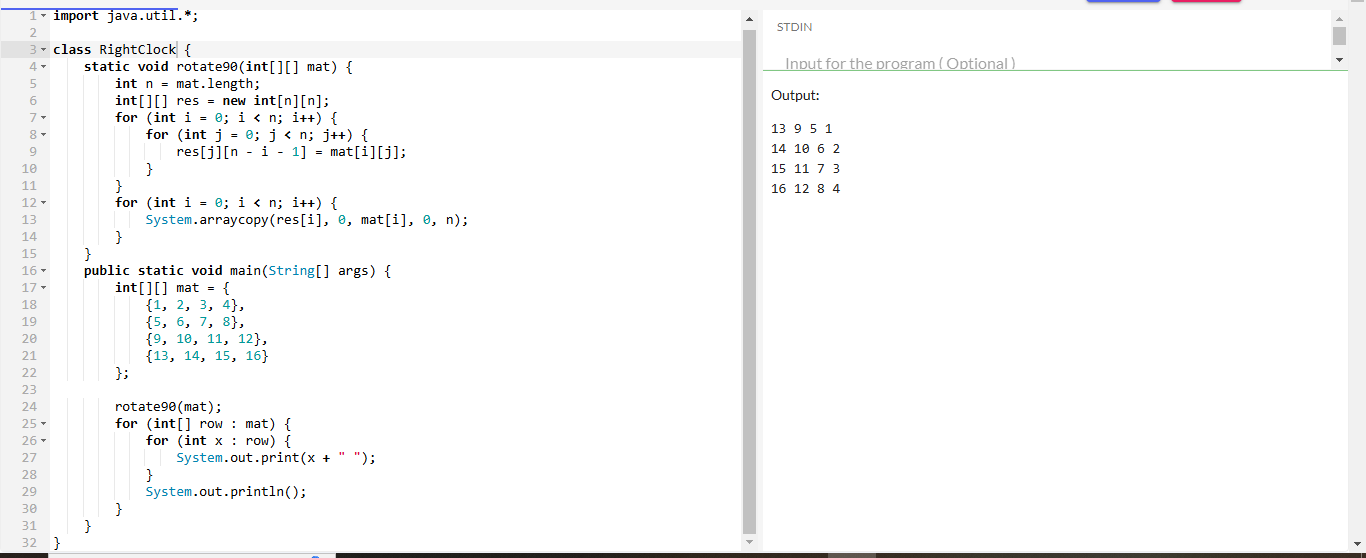 1 import java.util.*;
2
3 class RightClock {
4     static void rotate90(int[][] mat) {
5         int n = mat.length;
6         int[][] res = new int[n][n];
7         for (int i = 0; i < n; i++) {
8             for (int j = 0; j < n; j++) {
9                 res[j][n - i - 1] = mat[i][j];
10             }
11         }
12         for (int i = 0; i < n; i++) {
13             System.arraycopy(res[i], 0, mat[i], 0, n);
14         }
15     }
16     public static void main(String[] args) {
17         int[][] mat = {
18             {1, 2, 3, 4},
19             {5, 6, 7, 8},
20             {9, 10, 11, 12},
21             {13, 14, 15, 16}
22         };
23
24         rotate90(mat);
25         for (int[] row : mat) {
26             for (int x : row) {
27                 System.out.print(x + " ");
28             }
29             System.out.println();
30         }
31     }
32 }
STDIN
Input for the program ( Optional )
Output:
13 9 5 1
14 10 6 2
15 11 7 3
16 12 8 4